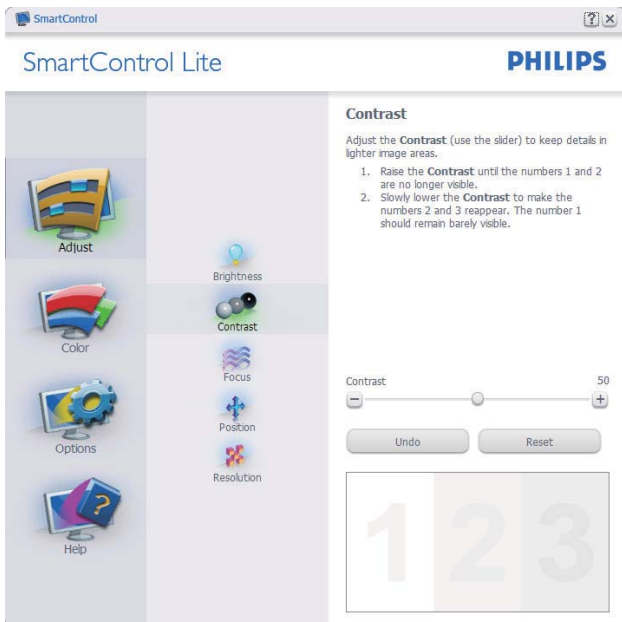 SmartControl
SmartControl Lite
PHILIPS
Adjust
Color
Options
Help
Brightness
Contrast
Focus
Position
Resolution
Contrast
Adjust the Contrast (use the slider) to keep details in
lighter image areas.
1. Raise the Contrast until the numbers 1 and 2
are no longer visible.
2. Slowly lower the Contrast to make the
numbers 2 and 3 reappear. The number 1
should remain barely visible.
Contrast 50
Undo Reset
1 2 3